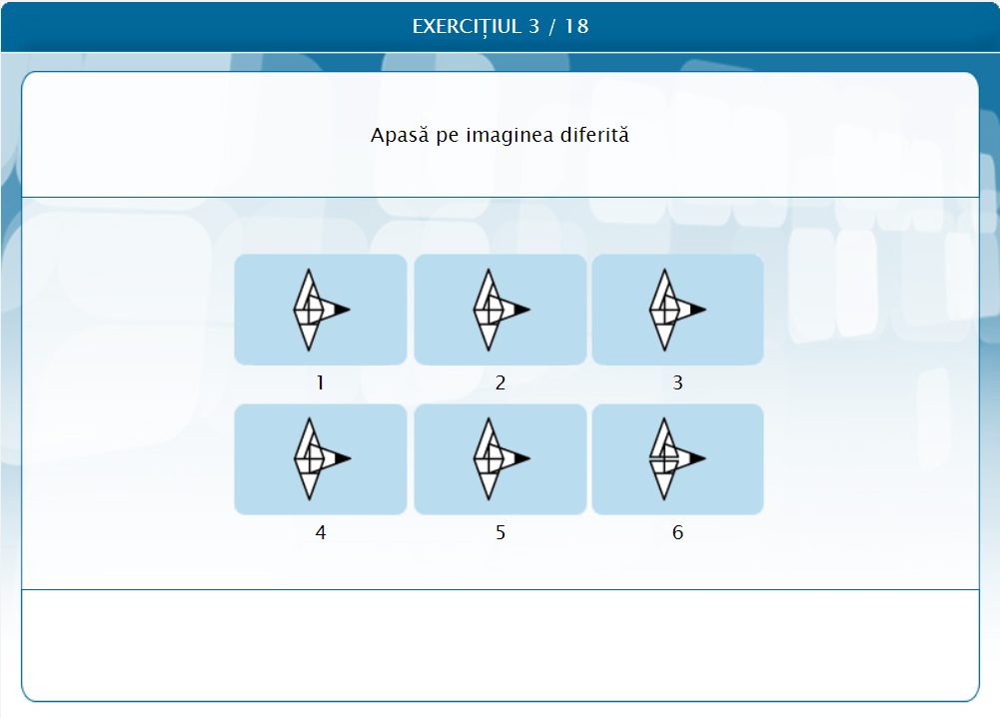 EXERCIȚIUL 3 / 18
Apasă pe imaginea diferită
1 2 3
4 5 6